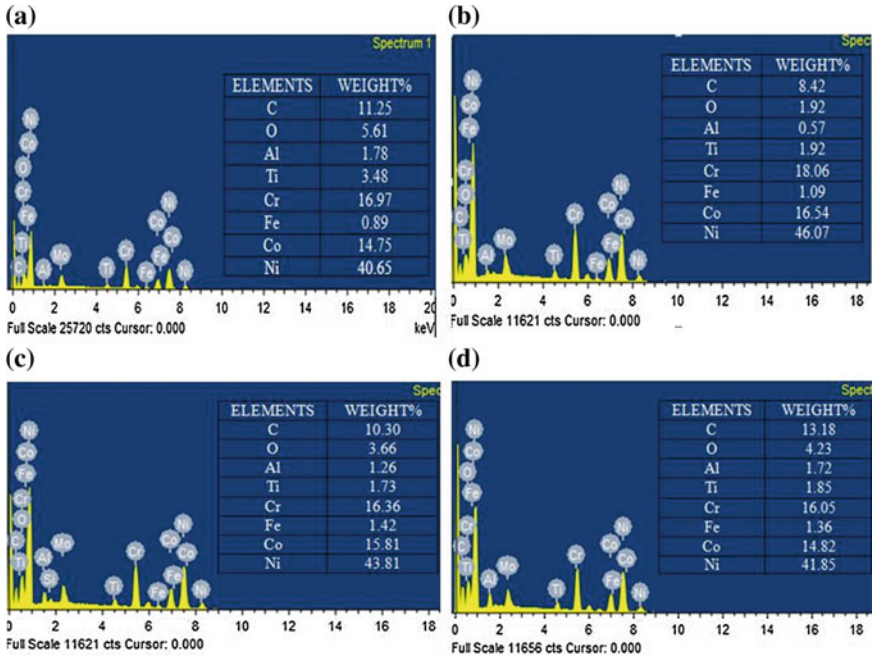 (a)
Spectrum 1
ELEMENTS WEIGHT%
C 11.25
O 5.61
Al 1.78
Ti 3.48
Cr 16.97
Fe 0.89
Co 14.75
Ni 40.65
Ni
Co
O
Cr
Fe
Ti
C
Al
Mo
Ti
Cr
Fe
Co
Fe
Ni
Co
Ni
0 2 4 6 8 10 12 14 16 18 20
Full Scale 25720 cts Cursor: 0.000 keV
(b)
Spect
ELEMENTS WEIGHT%
C 8.42
O 1.92
Al 0.57
Ti 1.92
Cr 18.06
Fe 1.09
Co 16.54
Ni 46.07
Ni
Co
Fe
Cr
O
C
Ti
Al
Mo
Ti
Cr
Fe
Co
Fe
Ni
Co
Ni
0 2 4 6 8 10 12 14 16 18
Full Scale 11621 cts Cursor: 0.000
(c)
Spec
ELEMENTS WEIGHT%
C 10.30
O 3.66
Al 1.26
Ti 1.73
Cr 16.36
Fe 1.42
Co 15.81
Ni 43.81
Ni
Co
Fe
Cr
O
C
Ti
Al
Si
Mo
Ti
Cr
Fe
Co
Fe
Ni
Co
Ni
0 2 4 6 8 10 12 14 16 18
Full Scale 11621 cts Cursor: 0.000
(d)
Spect
ELEMENTS WEIGHT%
C 13.18
O 4.23
Al 1.72
Ti 1.85
Cr 16.05
Fe 1.36
Co 14.82
Ni 41.85
Ni
Co
O
Fe
Cr
C
Ti
Al
Mo
Ti
Cr
Fe
Co
Fe
Ni
Co
Ni
0 2 4 6 8 10 12 14 16 18
Full Scale 11656 cts Cursor: 0.000